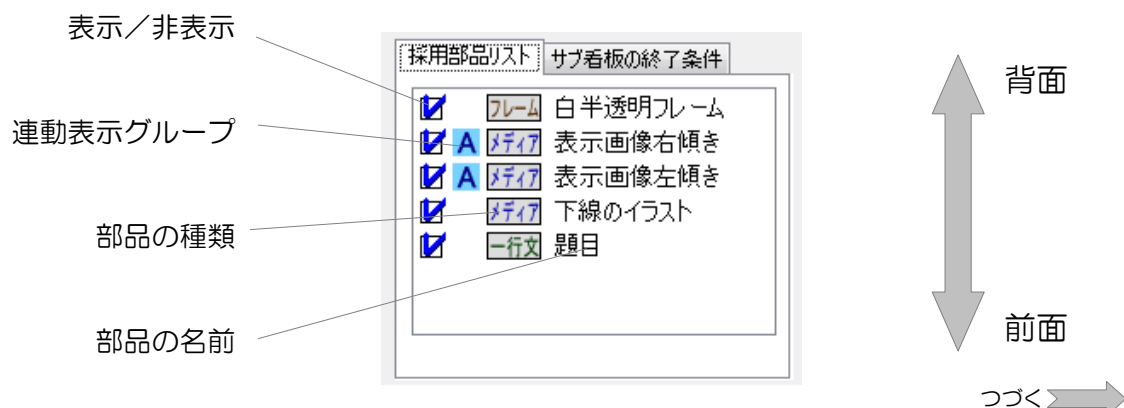 表示／非表示
連動表示グループ
部品の種類
部品の名前
採用部品リスト サブ看板の終了条件
フレーム 白半透明フレーム
A メディア 表示画像右傾き
A メディア 表示画像左傾き
メディア 下線のイラスト
一行文 題目
背面
前面
つづく